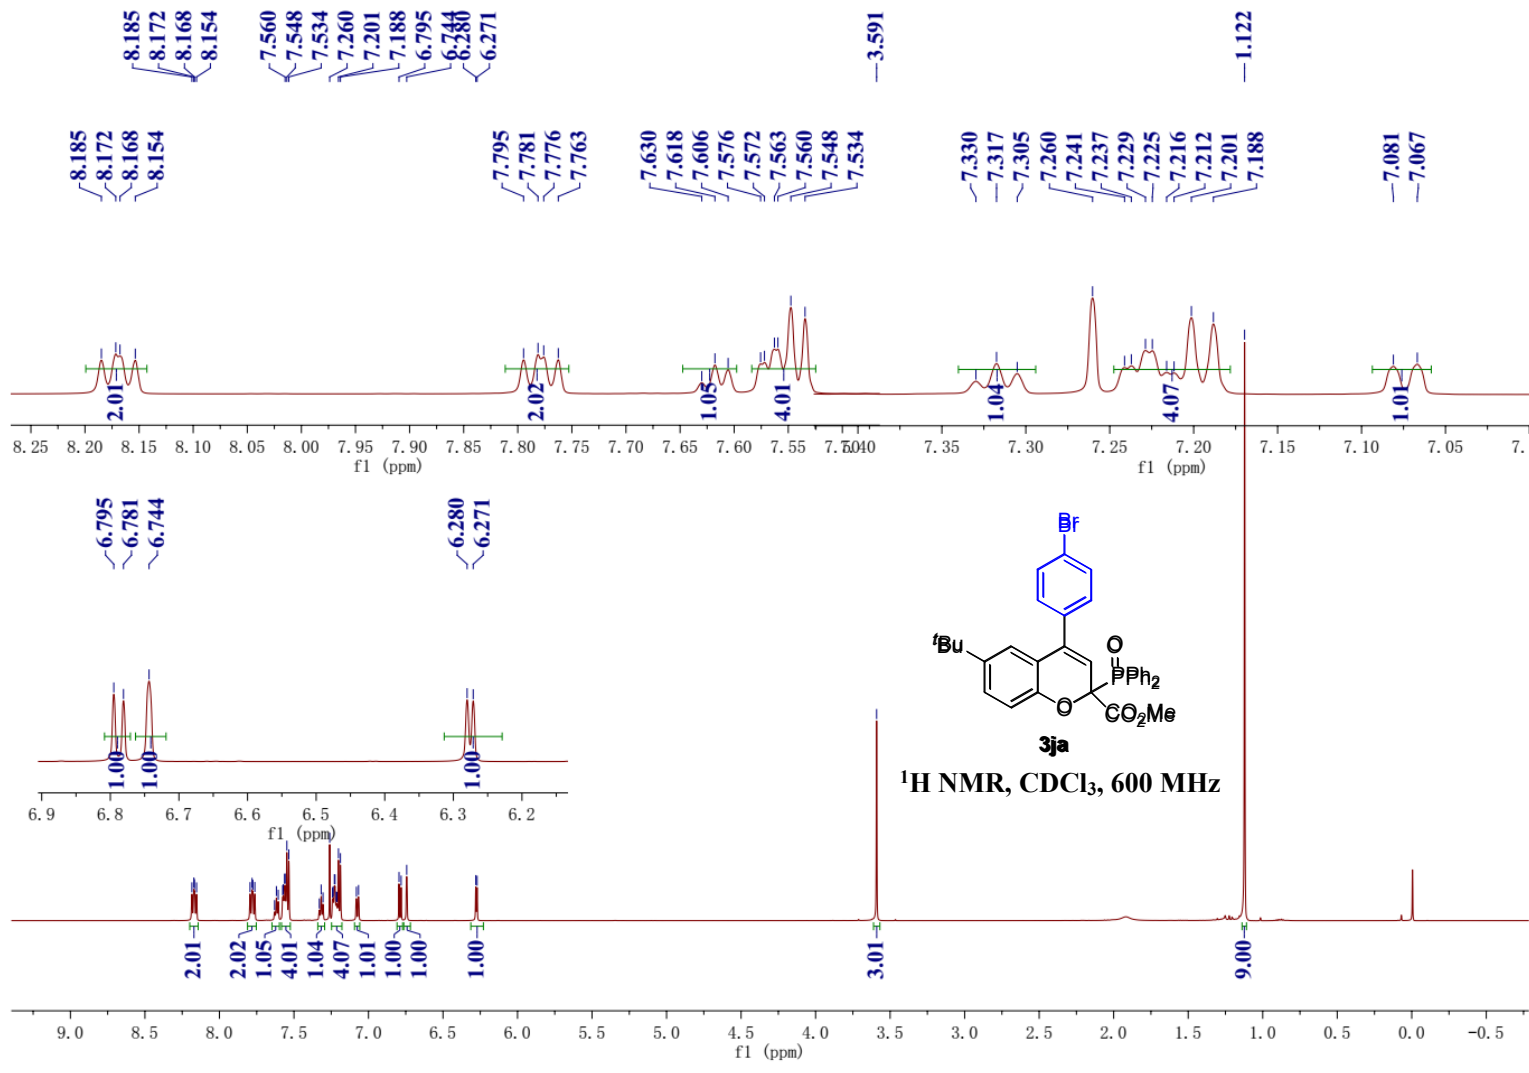 8.185 8.172 8.168 8.154 7.560 7.548 7.534 7.260 7.201 7.188 6.795 6.744 6.280 6.271 3.591 1.122
8.185 8.172 8.168 8.154 7.795 7.781 7.776 7.763 7.630 7.618 7.606 7.576 7.572 7.563 7.560 7.548 7.534 7.330 7.317 7.305 7.260 7.241 7.237 7.229 7.225 7.216 7.212 7.201 7.188 7.081 7.067
2.01 2.02 1.05 4.01 1.04 4.07 1.01
8.25 8.20 8.15 8.10 8.05 8.00 7.95 7.90 7.85 7.80 7.75 7.70 7.65 7.60 7.55 7.35 7.30 7.25 7.20 7.15 7.10 7.05 7.
f1 (ppm) f1 (ppm)
6.795 6.781 6.744 6.280 6.271
1.00 1.00 1.00
6.9 6.8 6.7 6.6 6.5 6.4 6.3 6.2
f1 (ppm)
Br
tBu
O
PPh2
O
CO2Me
3ja
1H NMR, CDCl3, 600 MHz
2.01 2.02 1.05 4.01 1.04 4.07 1.01 1.00 1.00 1.00 3.01 9.00
9.0 8.5 8.0 7.5 7.0 6.5 6.0 5.5 5.0 4.5 4.0 3.5 3.0 2.5 2.0 1.5 1.0 0.5 0.0 -0.5
f1 (ppm)